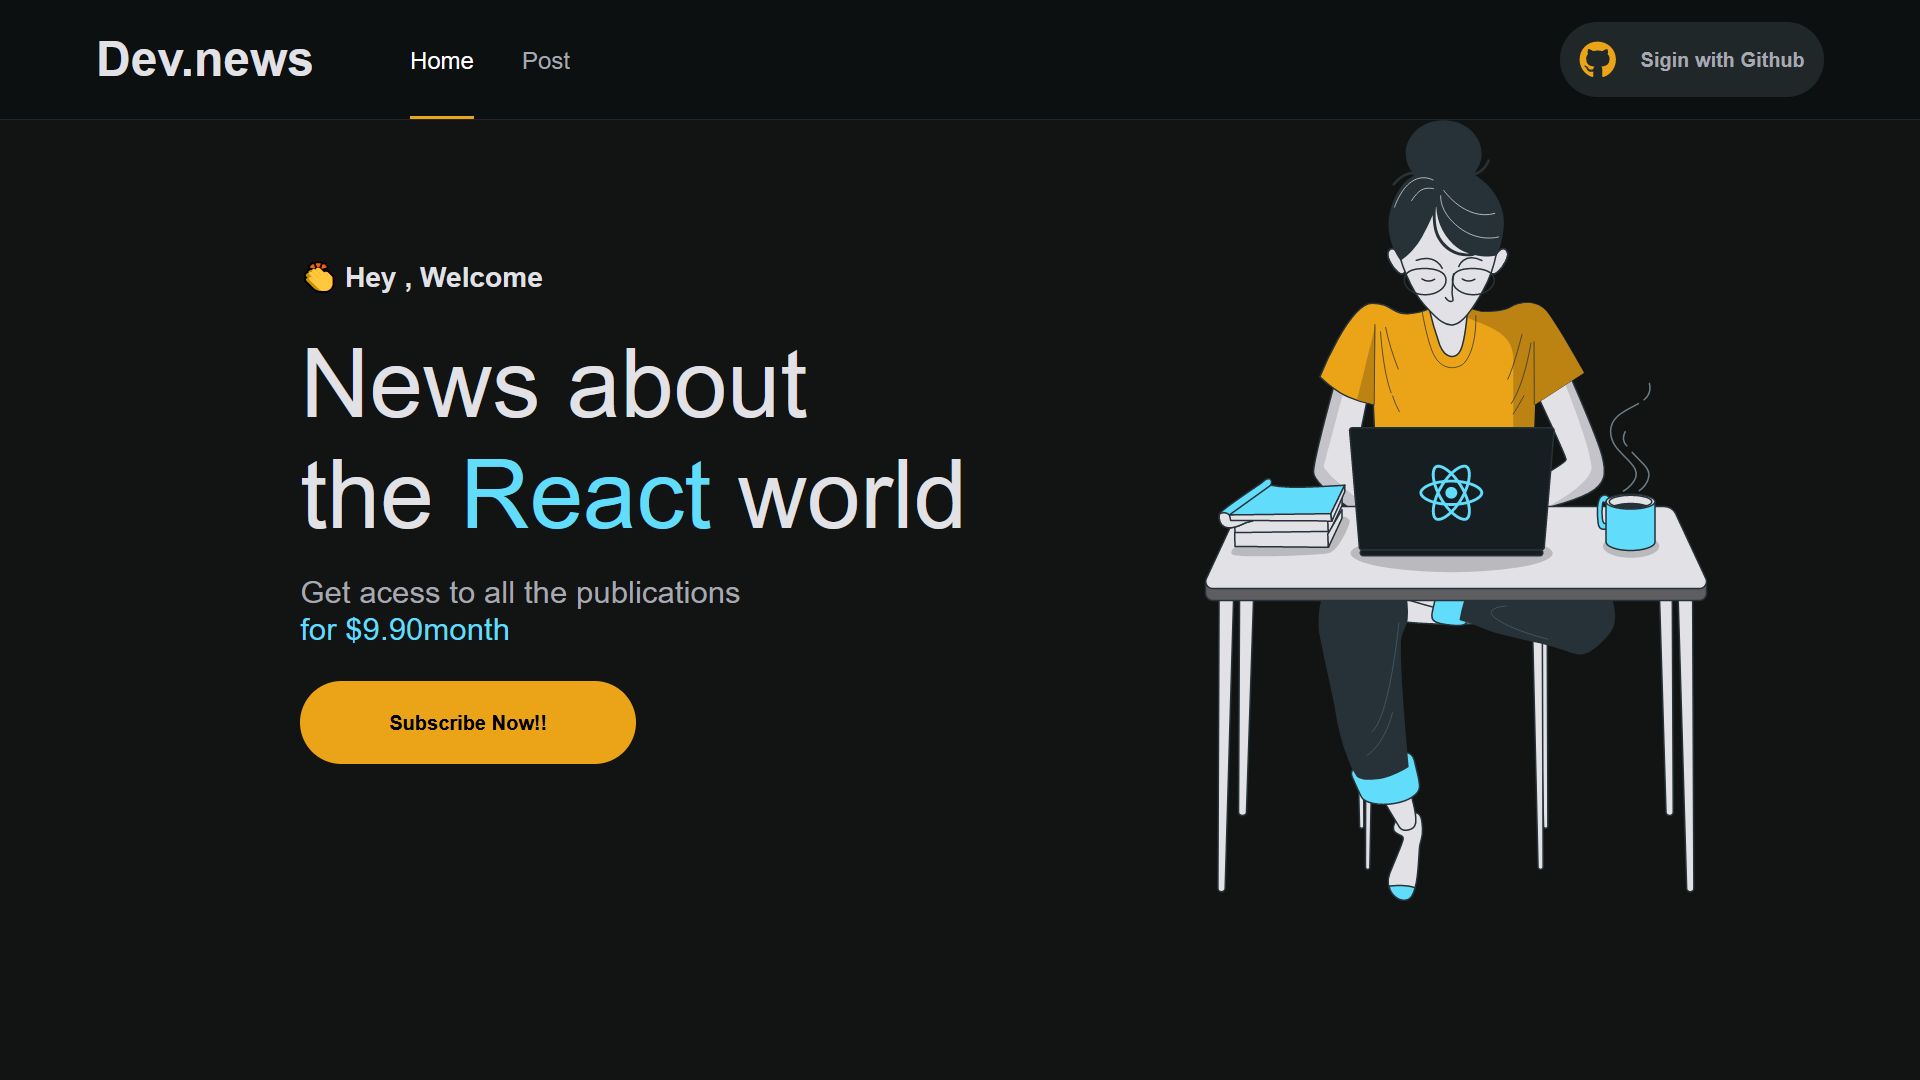 Dev.news
Home
Post
Sigin with Github
👏 Hey , Welcome
News about
the React world
Get acess to all the publications
for $9.90month
Subscribe Now!!